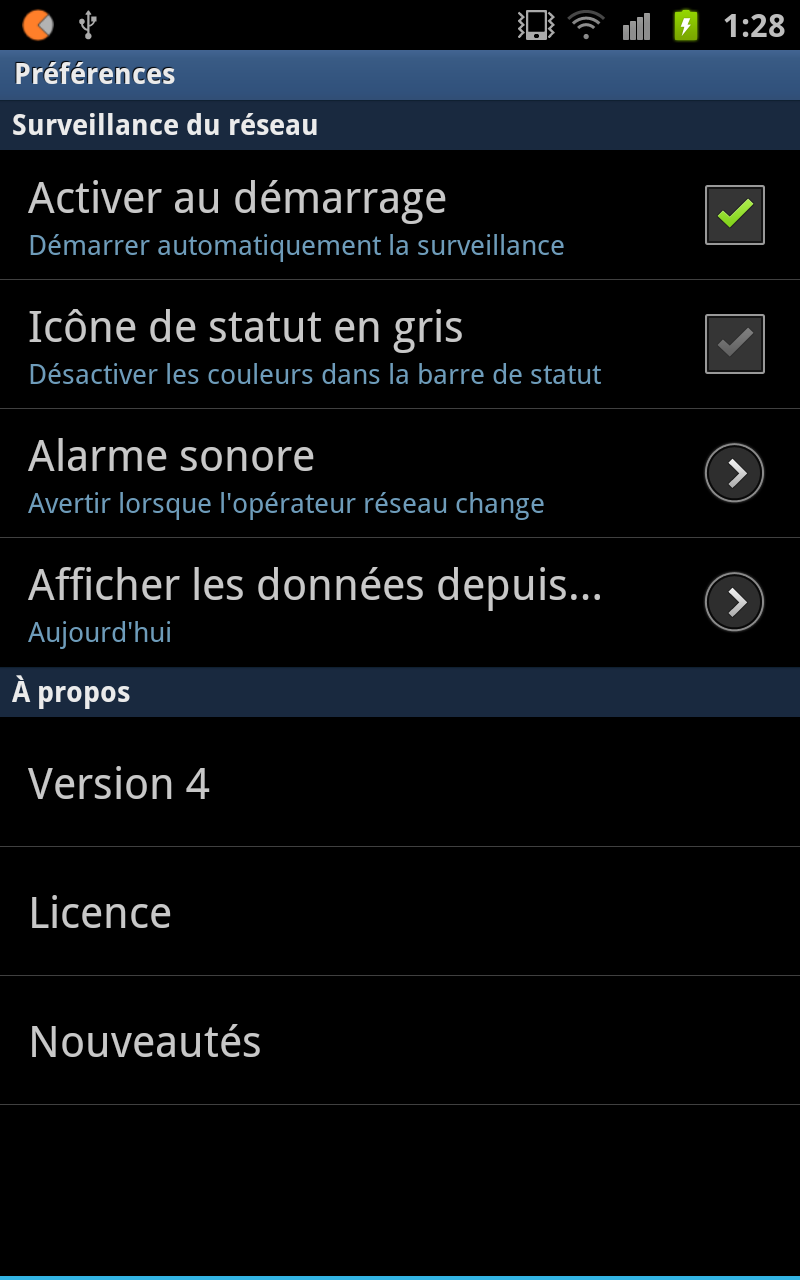 1:28
Préférences
Surveillance du réseau
Activer au démarrage
Démarrer automatiquement la surveillance
Icône de statut en gris
Désactiver les couleurs dans la barre de statut
Alarme sonore
Avertir lorsque l'opérateur réseau change
Afficher les données depuis...
Aujourd'hui
À propos
Version 4
Licence
Nouveautés